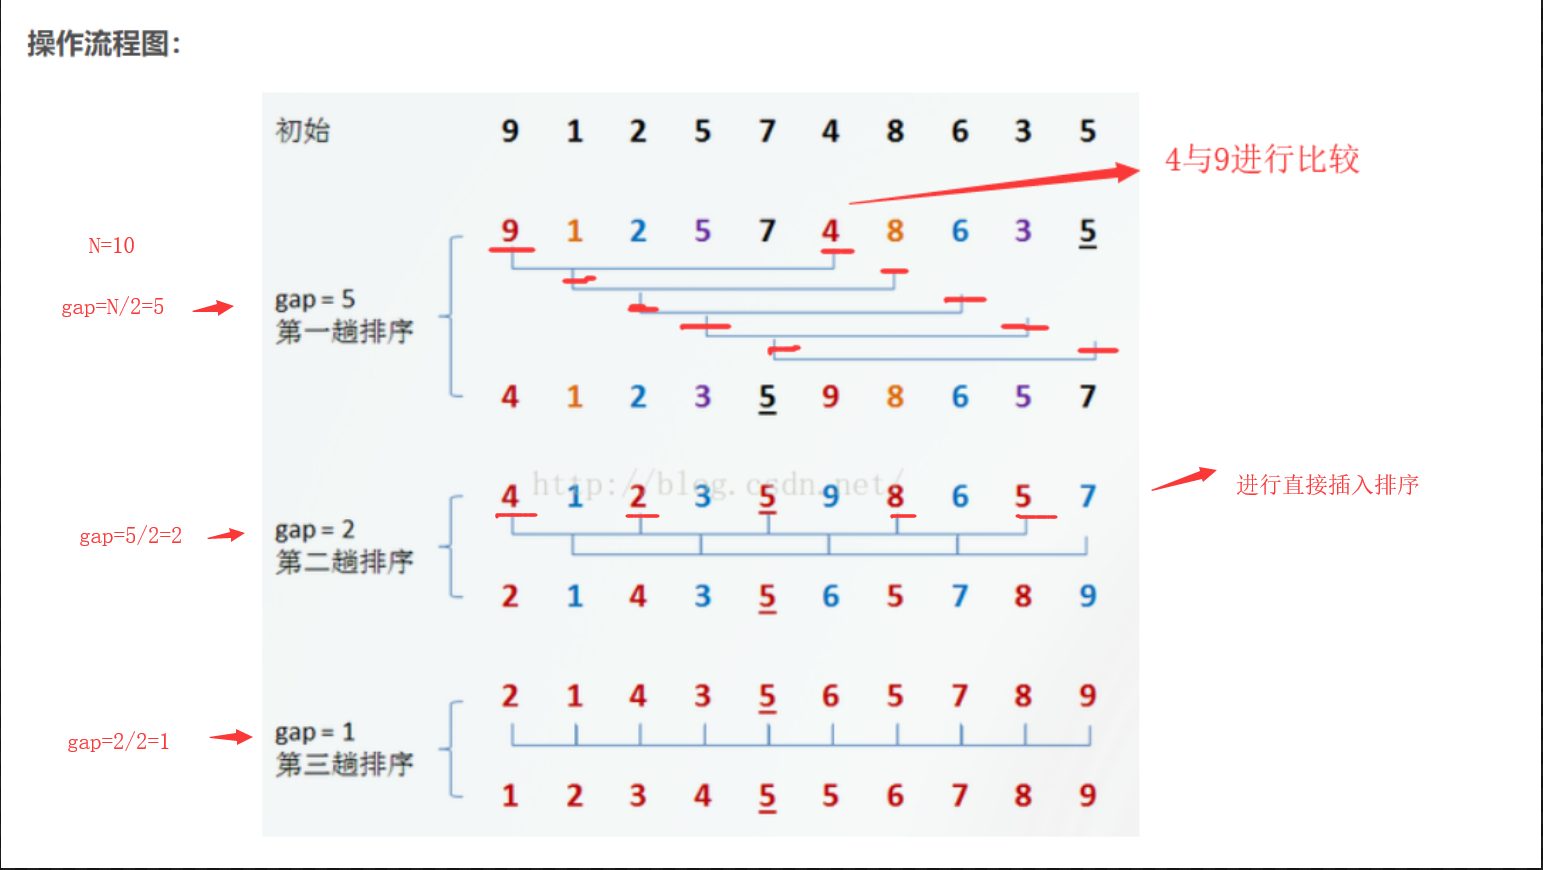 操作流程图：
初始 9 1 2 5 7 4 8 6 3 5
4与9进行比较
9 1 2 5 7 4 8 6 3 5
N=10
gap=N/2=5
gap = 5
第一趟排序
4 1 2 3 5 9 8 6 5 7
http://blog.csdn.net/
4 1 2 3 5 9 8 6 5 7
进行直接插入排序
gap=5/2=2
gap = 2
第二趟排序
2 1 4 3 5 6 5 7 8 9
2 1 4 3 5 6 5 7 8 9
gap=2/2=1
gap = 1
第三趟排序
1 2 3 4 5 5 6 7 8 9